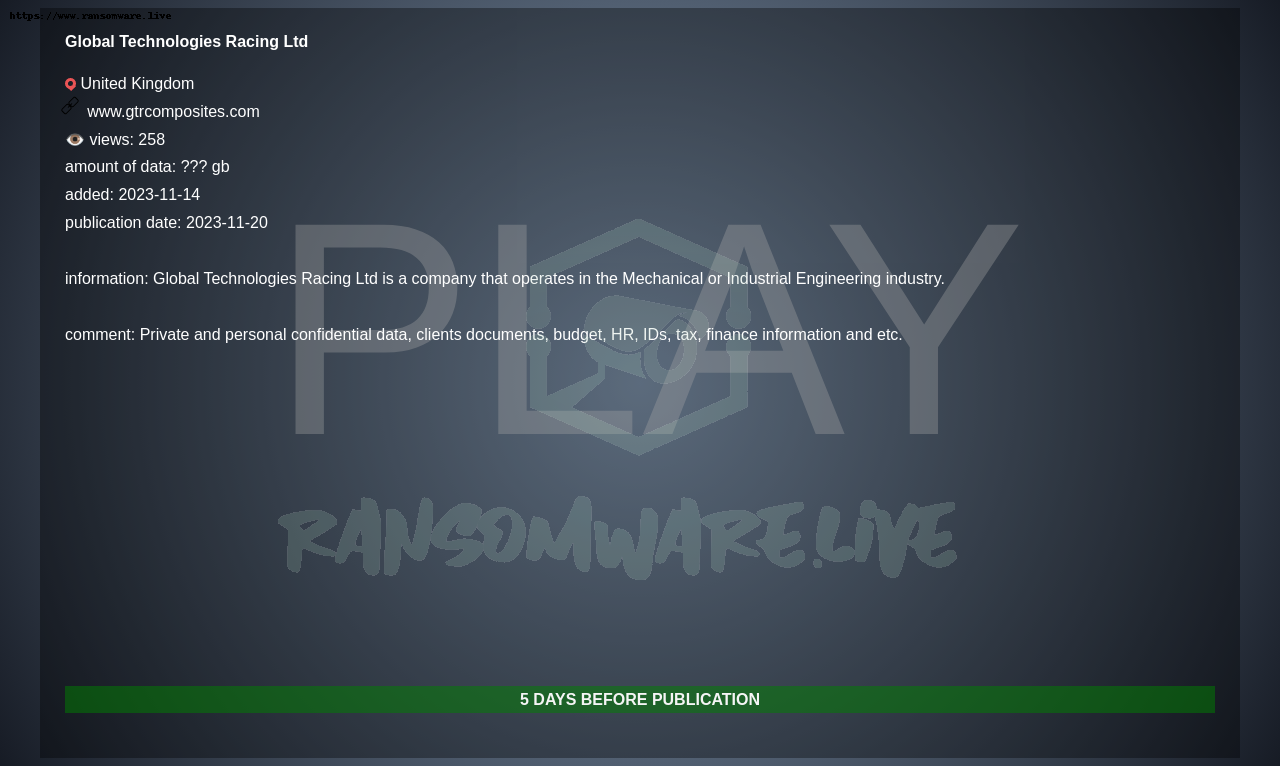 https://www.ransomware.live
Global Technologies Racing Ltd
United Kingdom
www.gtrcomposites.com
views: 258
amount of data: ??? gb
added: 2023-11-14
publication date: 2023-11-20
PLAY
information: Global Technologies Racing Ltd is a company that operates in the Mechanical or Industrial Engineering industry.
comment: Private and personal confidential data, clients documents, budget, HR, IDs, tax, finance information and etc.
RANSOMWARE.LIVE
5 DAYS BEFORE PUBLICATION